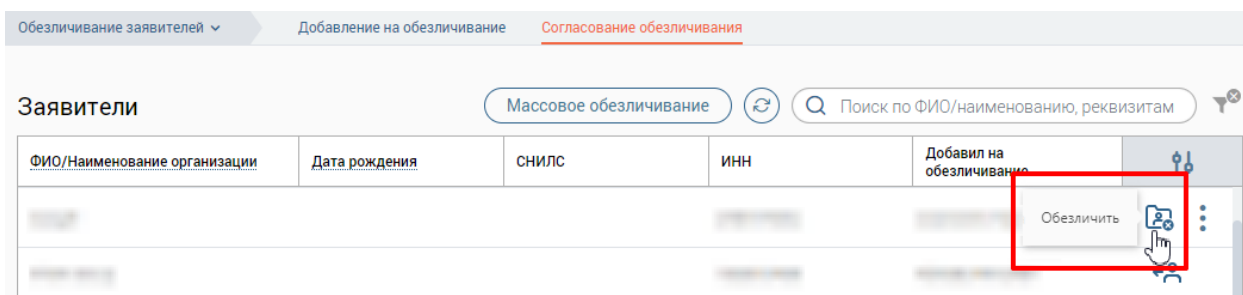 Обезличивание заявителей
Добавление на обезличивание
Согласование обезличивания
Заявители
Массовое обезличивание
Поиск по ФИО/наименованию, реквизитам
ФИО/Наименование организации
Дата рождения
СНИЛС
ИНН
Добавил на
обезличивание
Обезличить